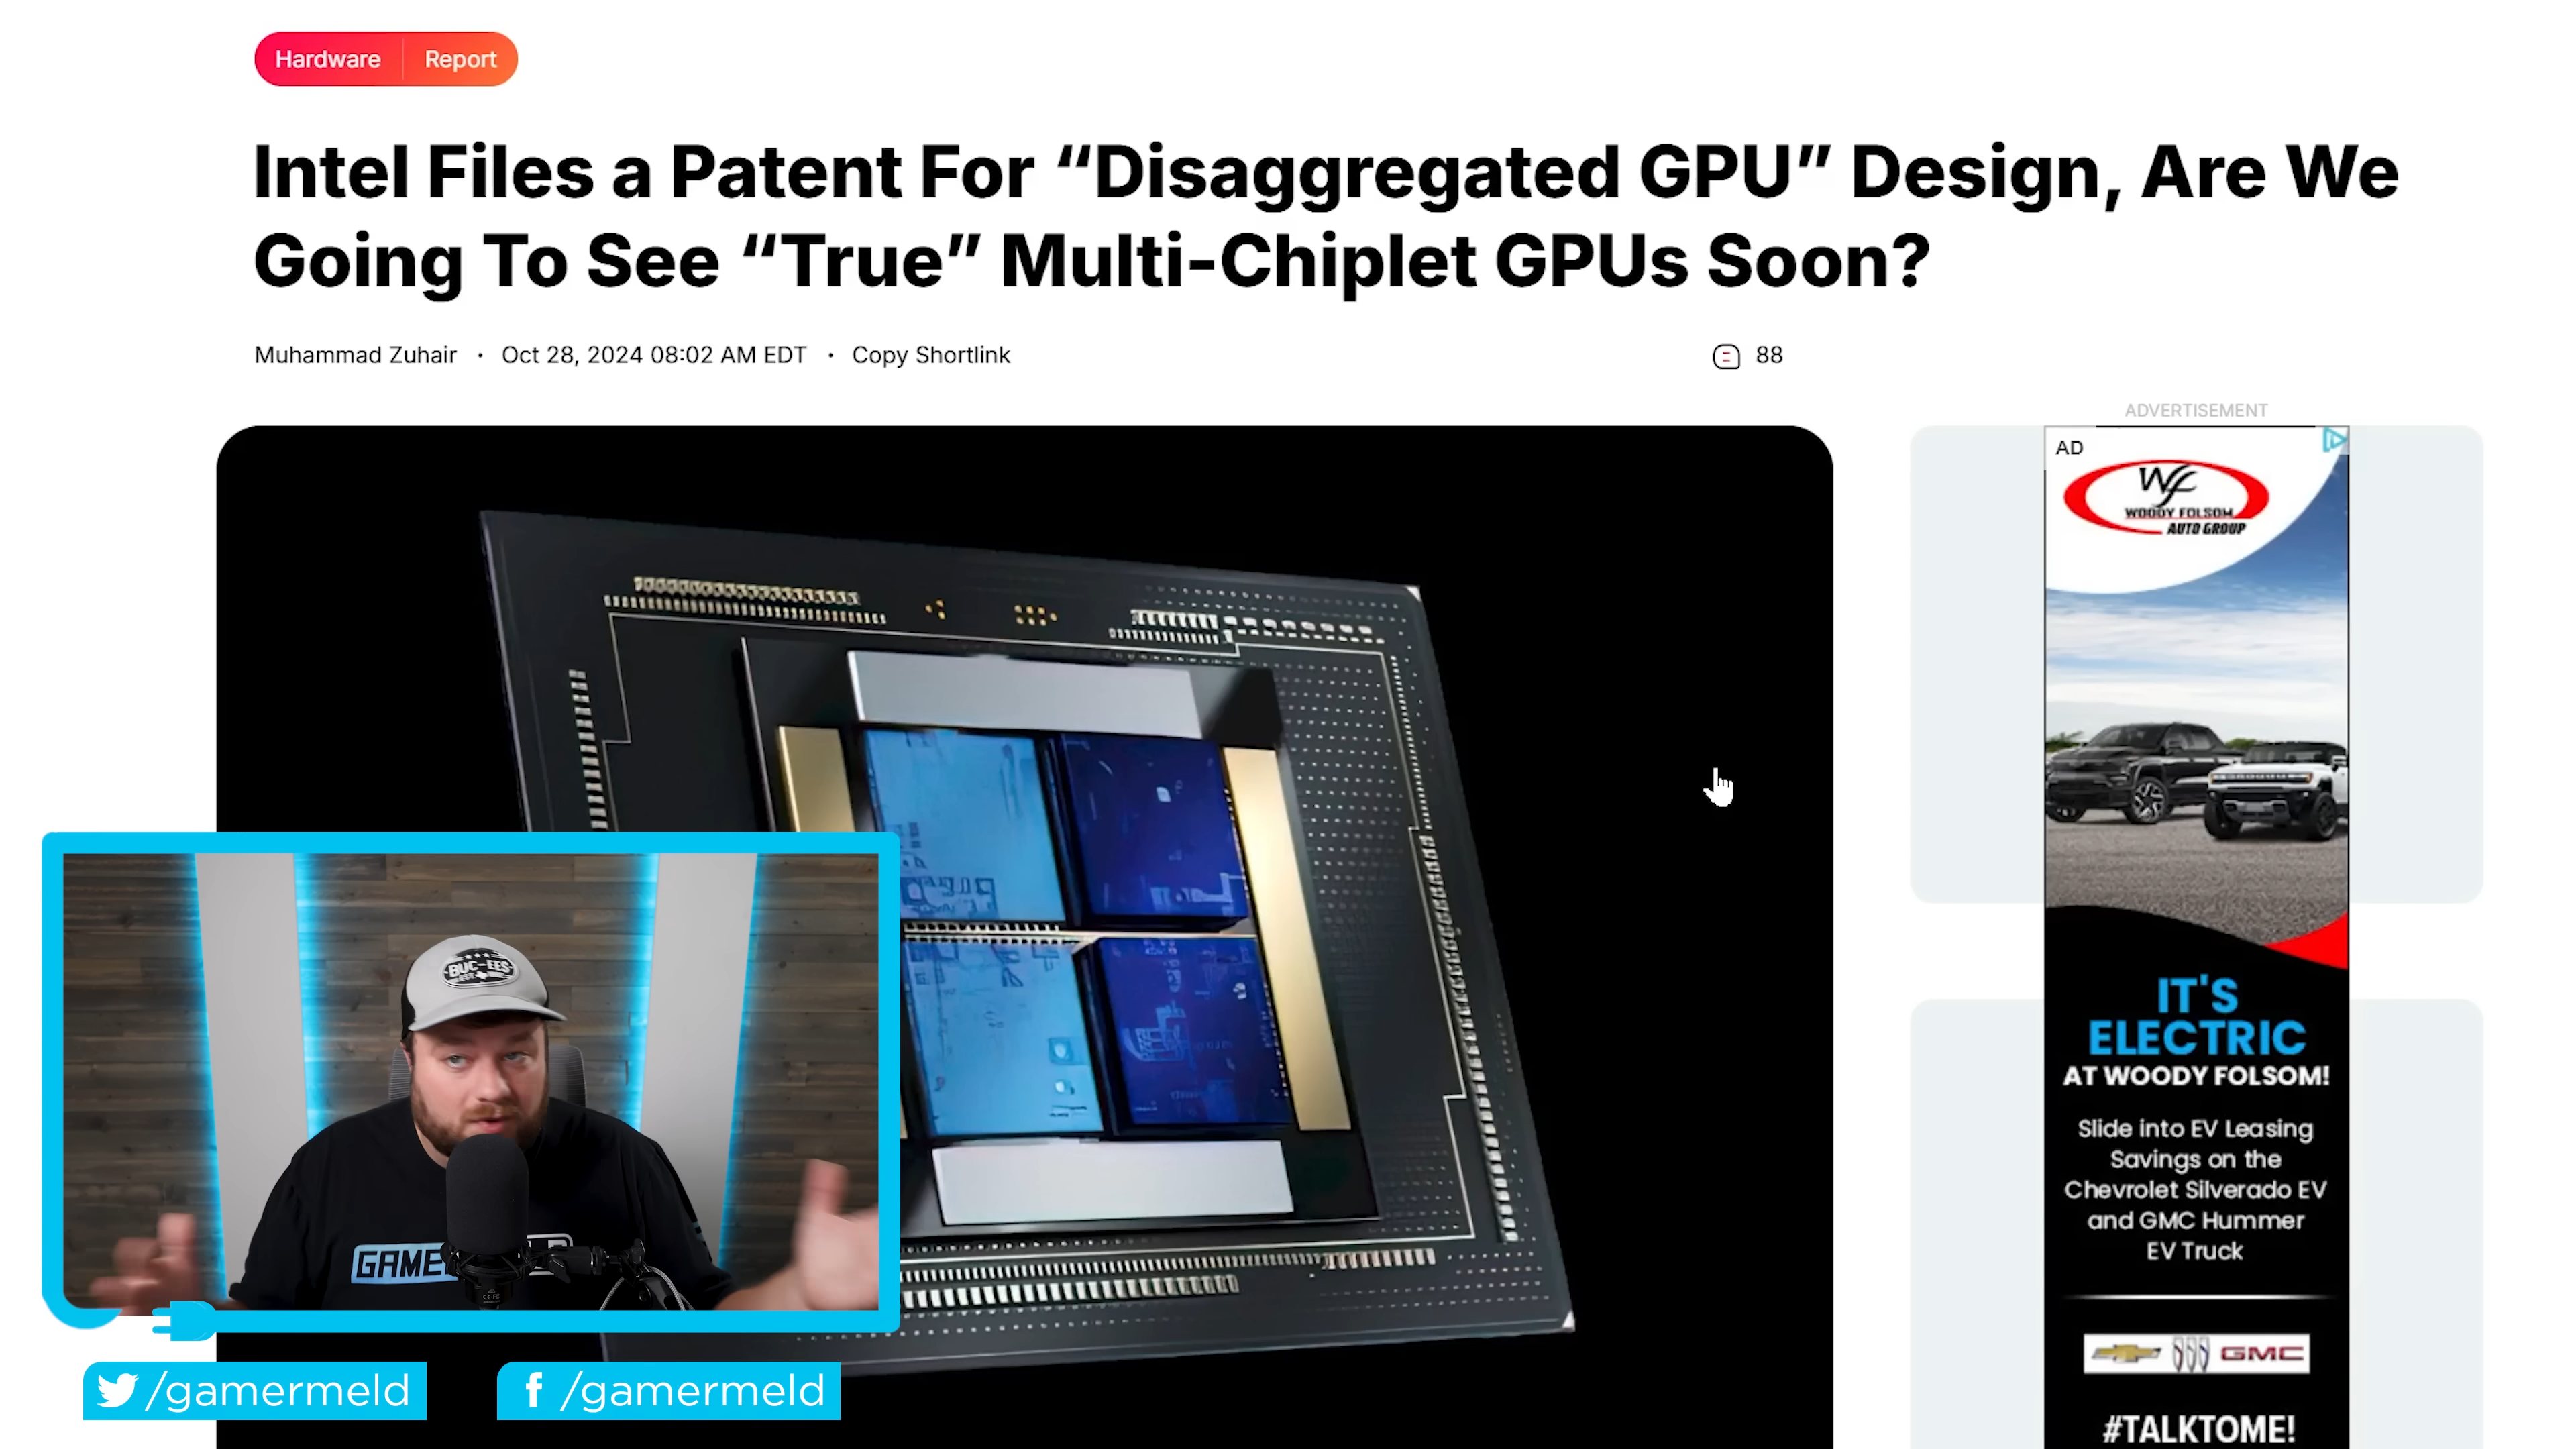 Hardware Report
Intel Files a Patent For “Disaggregated GPU” Design, Are We
Going To See “True” Multi-Chiplet GPUs Soon?
Muhammad Zuhair • Oct 28, 2024 08:02 AM EDT • Copy Shortlink
88
ADVERTISEMENT
AD
WF
WOODY FOLSOM
AUTO GROUP
IT'S
ELECTRIC
AT WOODY FOLSOM!
Slide into EV Leasing
Savings on the
Chevrolet Silverado EV
and GMC Hummer
EV Truck
GMC
#TALKTOME!
BUC-EES
GAME
/gamermeld
/gamermeld